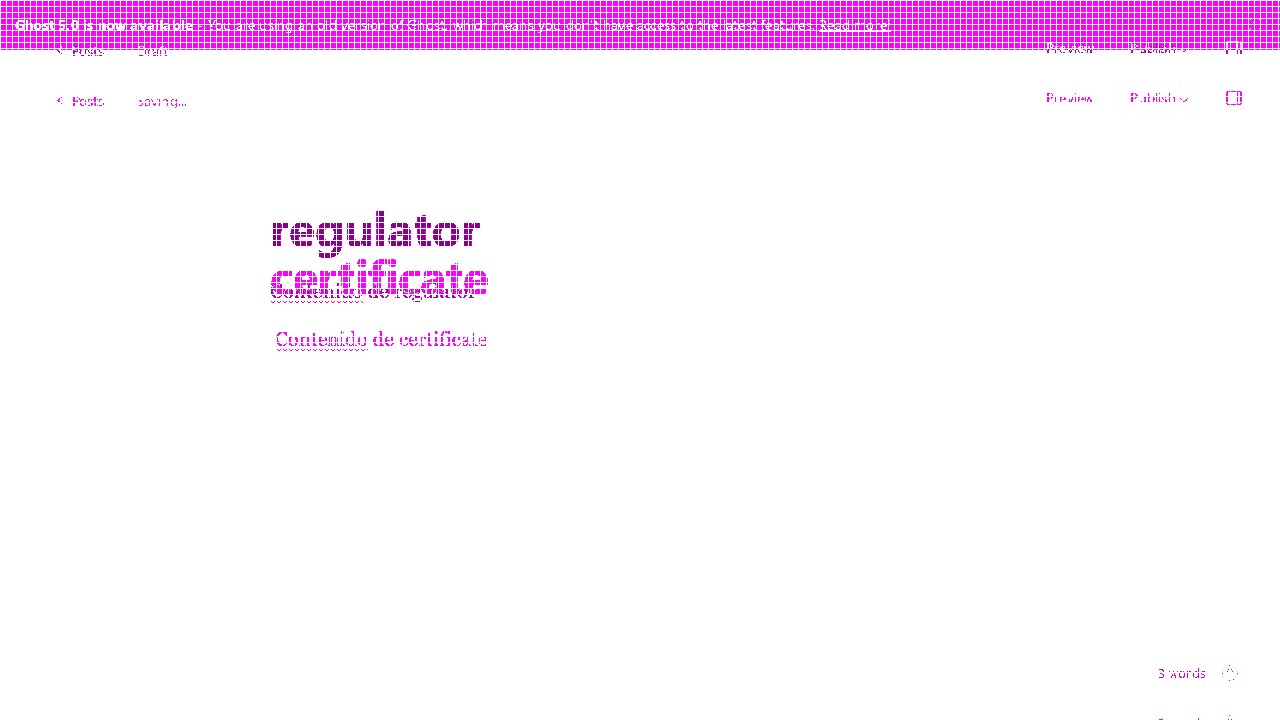 Ghost 5.0 is now available - You are using an old version of Ghost, which means you don't have access to the latest features. Read more!
< Posts Draft Preview Publish
< Posts Saving... Preview Publish
regulator
certificate
Contenido de regulator
Contenido de certificate
3 words